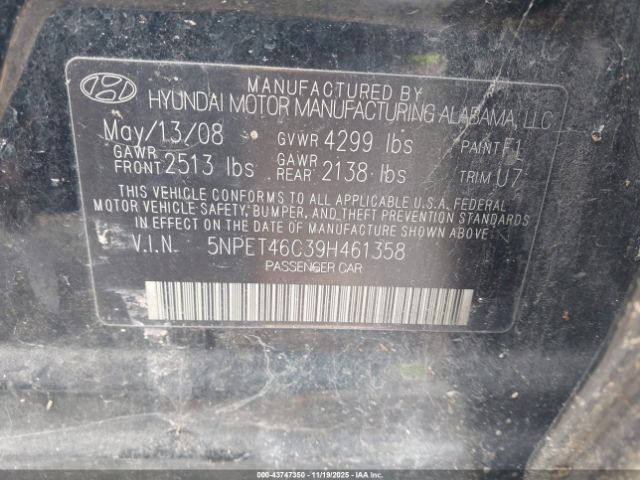 MANUFACTURED BY
HYUNDAI MOTOR MANUFACTURING ALABAMA, LLC
May/13/08 GVWR 4299 lbs PAINT F1
GAWR FRONT 2513 lbs GAWR REAR 2138 lbs TRIM U7
THIS VEHICLE CONFORMS TO ALL APPLICABLE U.S.A. FEDERAL
MOTOR VEHICLE SAFETY, BUMPER, AND THEFT PREVENTION STANDARDS
IN EFFECT ON THE DATE OF MANUFACTURE SHOWN ABOVE.
V.I.N. 5NPET46C39H461358
PASSENGER CAR
000-43747350 - 11/19/2025 - IAAI.COM